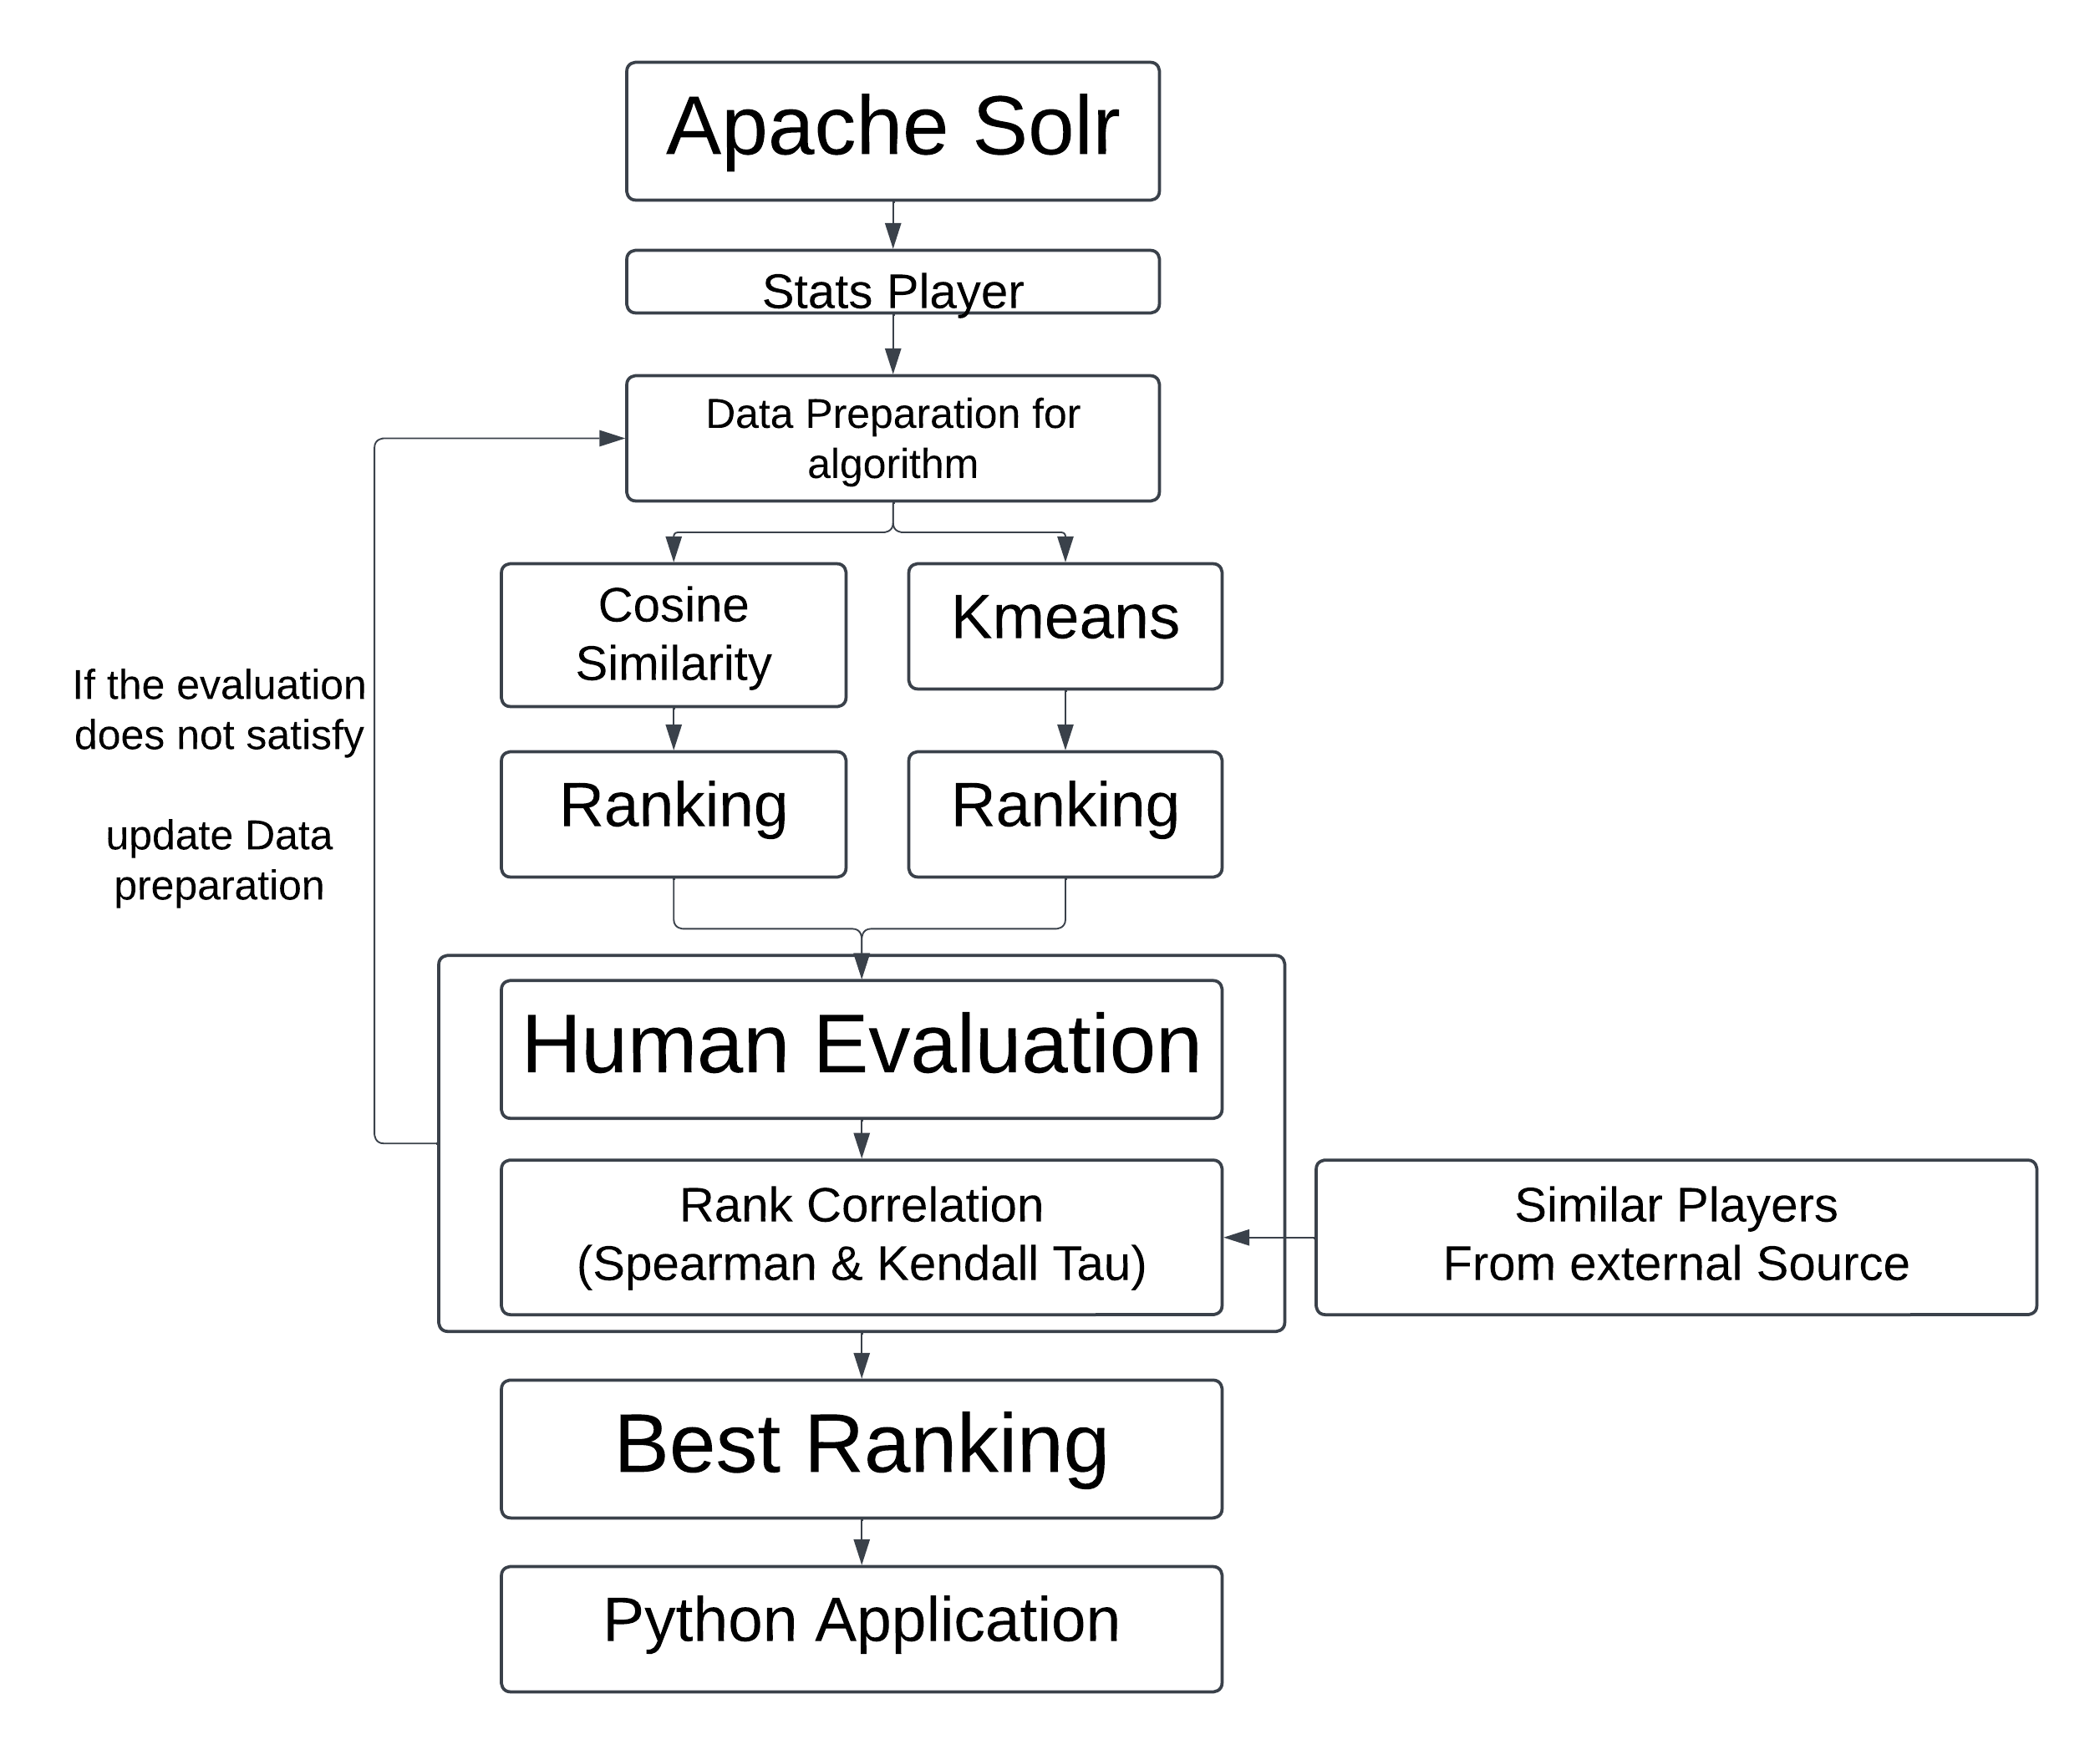 Apache Solr
Stats Player
Data Preparation for
algorithm
Cosine
Similarity
Kmeans
If the evaluation
does not satisfy
update Data
preparation
Ranking
Ranking
Human Evaluation
Rank Correlation
(Spearman & Kendall Tau)
Similar Players
From external Source
Best Ranking
Python Application